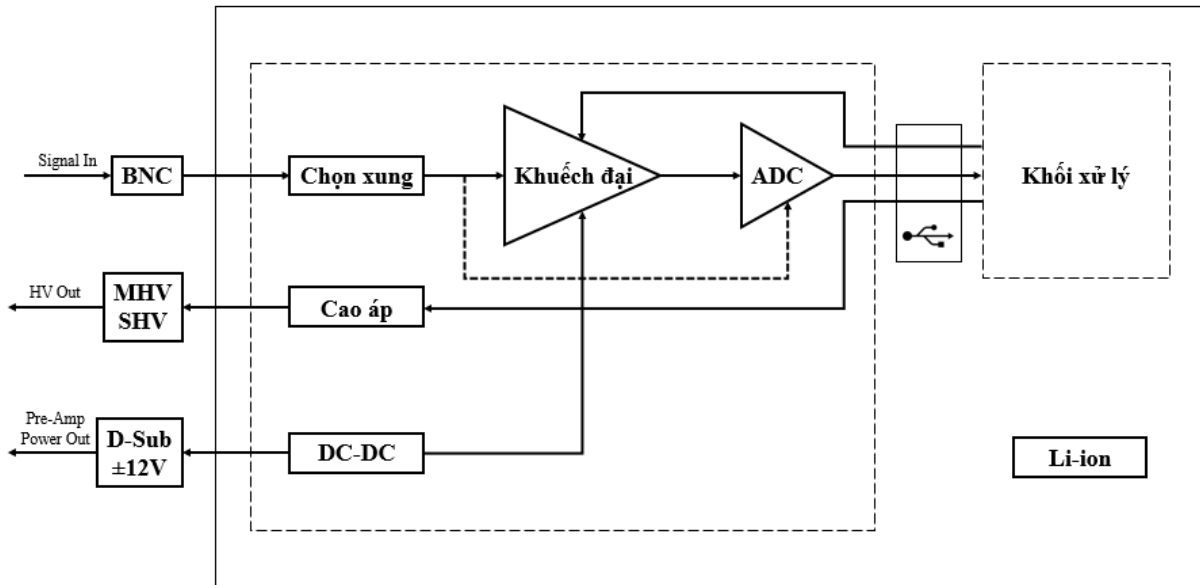 Signal In
BNC
Chọn xung
Khuếch đại
ADC
Khối xử lý
HV Out
MHV
SHV
Cao áp
Pre-Amp
Power Out
D-Sub
±12V
DC-DC
Li-ion